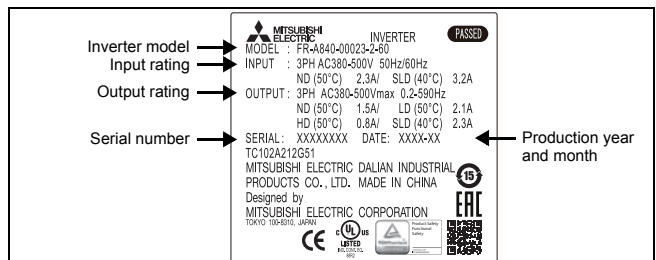 MITSUBISHI
ELECTRIC
INVERTER
PASSED
Inverter model
MODEL : FR-A840-00023-2-60
Input rating
INPUT : 3PH AC380-500V 50Hz/60Hz
ND (50°C) 2.3A/ SLD (40°C) 3,2A
Output rating
OUTPUT : 3PH AC380-500Vmax 0.2-590Hz
ND (50°C) 1.5A/ LD (50°C) 2.1A
HD (50°C) 0.8A/ SLD (40°C) 2.3A
Serial number
SERIAL: XXXXXXXX DATE: XXXX-XX
Production year
and month
TC102A212G51
MITSUBISHI ELECTRIC DALIAN INDUSTRIAL
PRODUCTS CO., LTD. MADE IN CHINA
15
Designed by
MITSUBISHI ELECTRIC CORPORATION
TOKYO 100-8310, JAPAN
EAC
CE
C UL US
LISTED
IND.CONT.EQ.
Product Safety
Functional
Safety